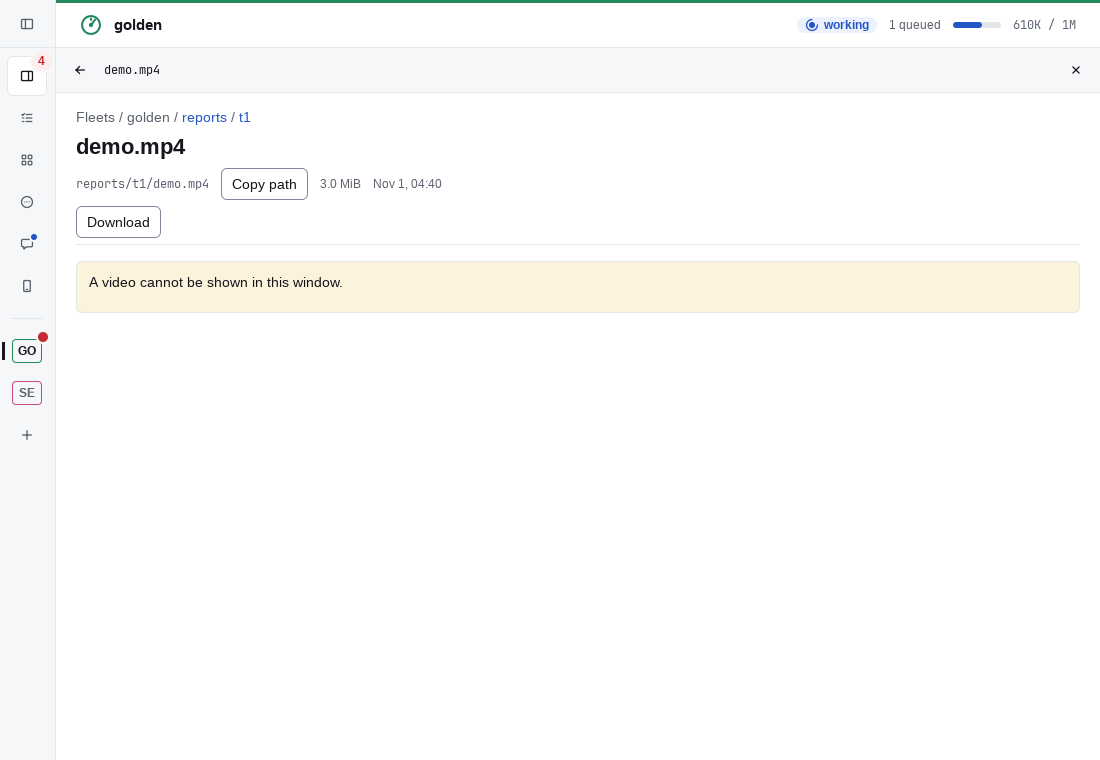 golden
working
1 queued
610K / 1M
4
demo.mp4
Fleets / golden / reports / t1
demo.mp4
reports/t1/demo.mp4
Copy path
3.0 MiB
Nov 1, 04:40
Download
A video cannot be shown in this window.
GO
SE